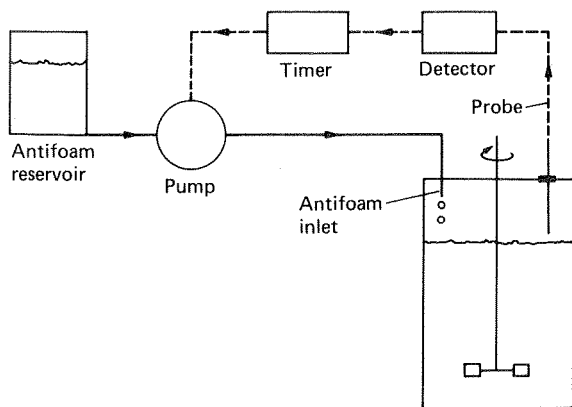 Timer
Detector
Probe
Antifoam
reservoir
Pump
Antifoam
inlet